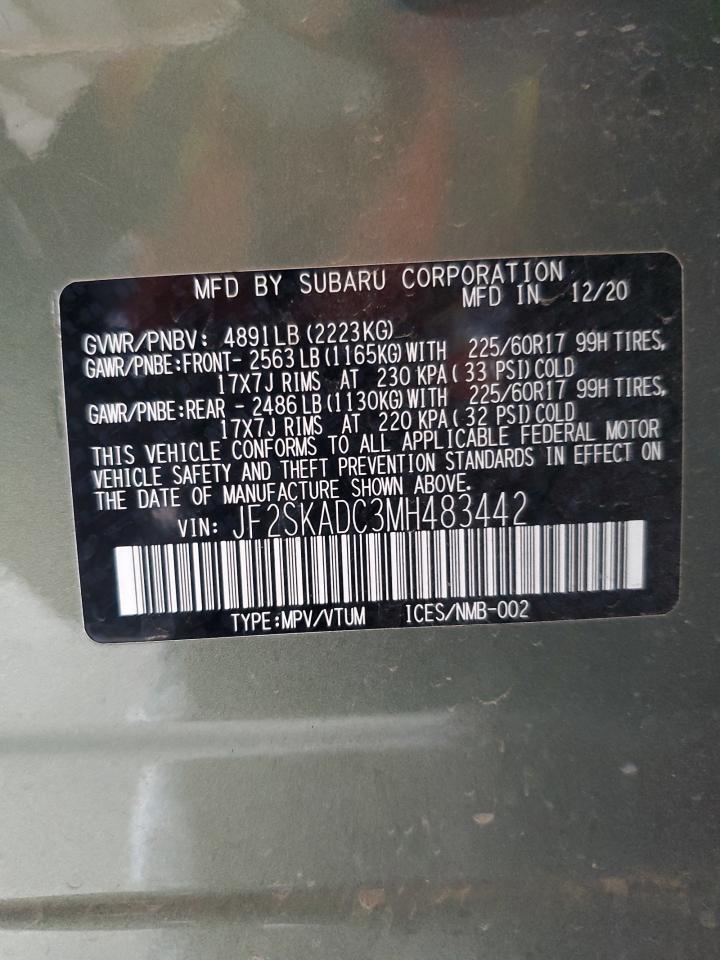 MFD BY SUBARU CORPORATION
MFD IN 12/20
GVWR/PNBV: 4891LB(2223KG)
GAWR/PNBE:FRONT- 2563LB(1165KG)WITH 225/60R17 99H TIRES,
17X7J RIMS AT 230 KPA( 33 PSI)COLD
GAWR/PNBE:REAR - 2486LB(1130KG)WITH 225/60R17 99H TIRES,
17X7J RIMS AT 220 KPA( 32 PSI)COLD
THIS VEHICLE CONFORMS TO ALL APPLICABLE FEDERAL MOTOR
VEHICLE SAFETY AND THEFT PREVENTION STANDARDS IN EFFECT ON
THE DATE OF MANUFACTURE SHOWN ABOVE.
VIN: JF2SKADC3MH483442
TYPE:MPV/VTUM ICES/NMB-002